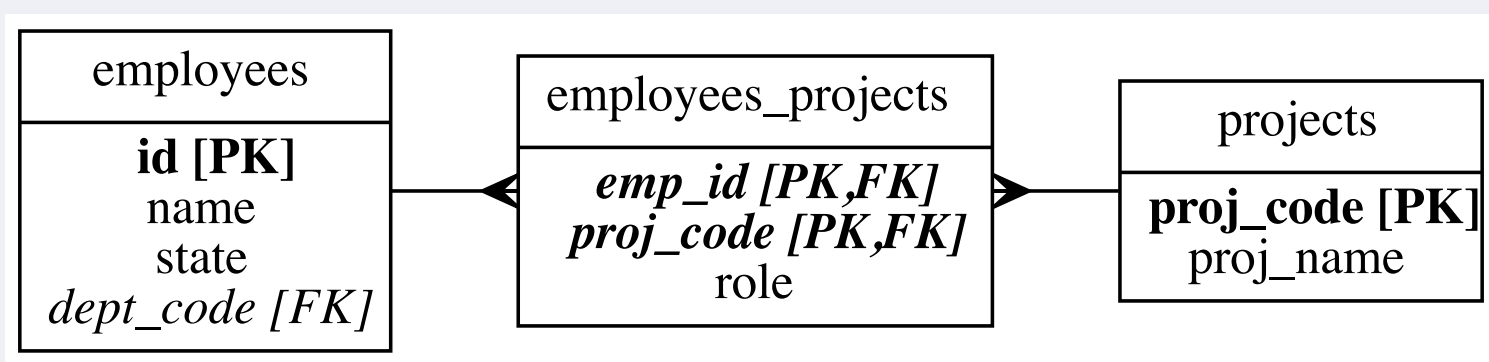 employees
id [PK]
name
state
dept_code [FK]
employees_projects
emp_id [PK,FK]
proj_code [PK,FK]
role
projects
proj_code [PK]
proj_name